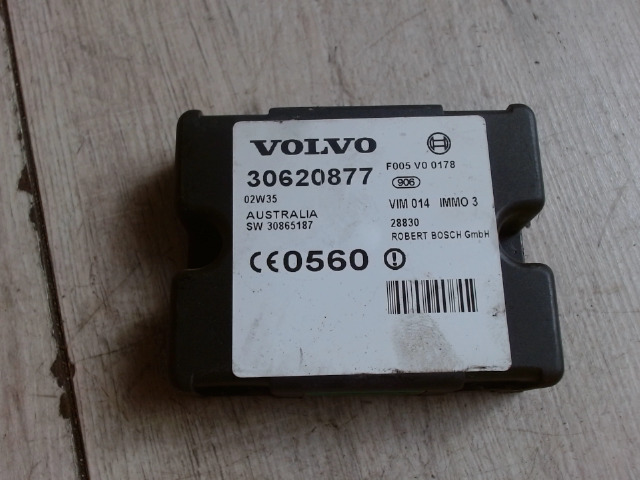 VOLVO
30620877
02W35
AUSTRALIA
SW 30865187
CE0560
F005 V0 0178
906
VIM 014 IMMO 3
28830
ROBERT BOSCH GmbH